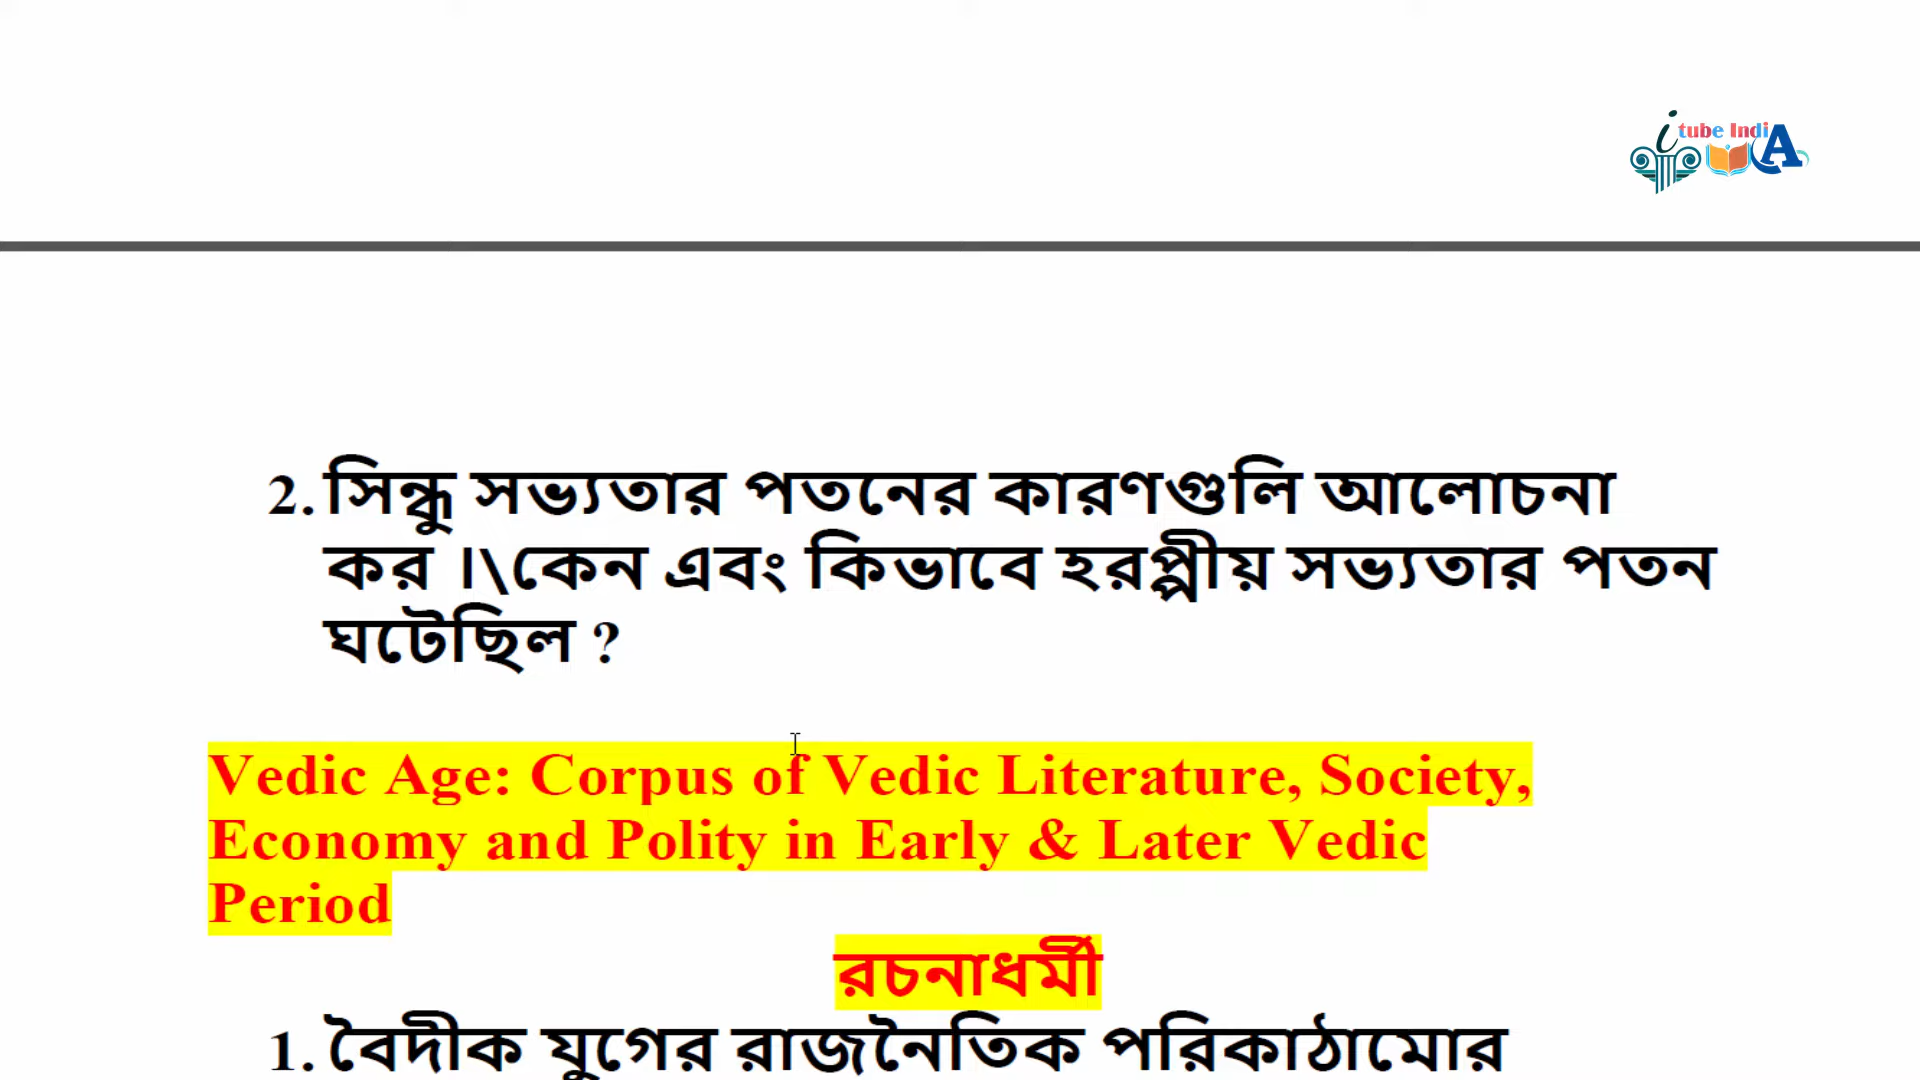 i tube IndiA
2. সিন্ধু সভ্যতার পতনের কারণগুলি আলোচনা
কর ।\কেন এবং কিভাবে হরপ্পীয় সভ্যতার পতন
ঘটেছিল ?
Vedic Age: Corpus of Vedic Literature, Society,
Economy and Polity in Early & Later Vedic
Period
রচনাধর্মী
1. বৈদীক যুগের রাজনৈতিক পরিকাঠামোর